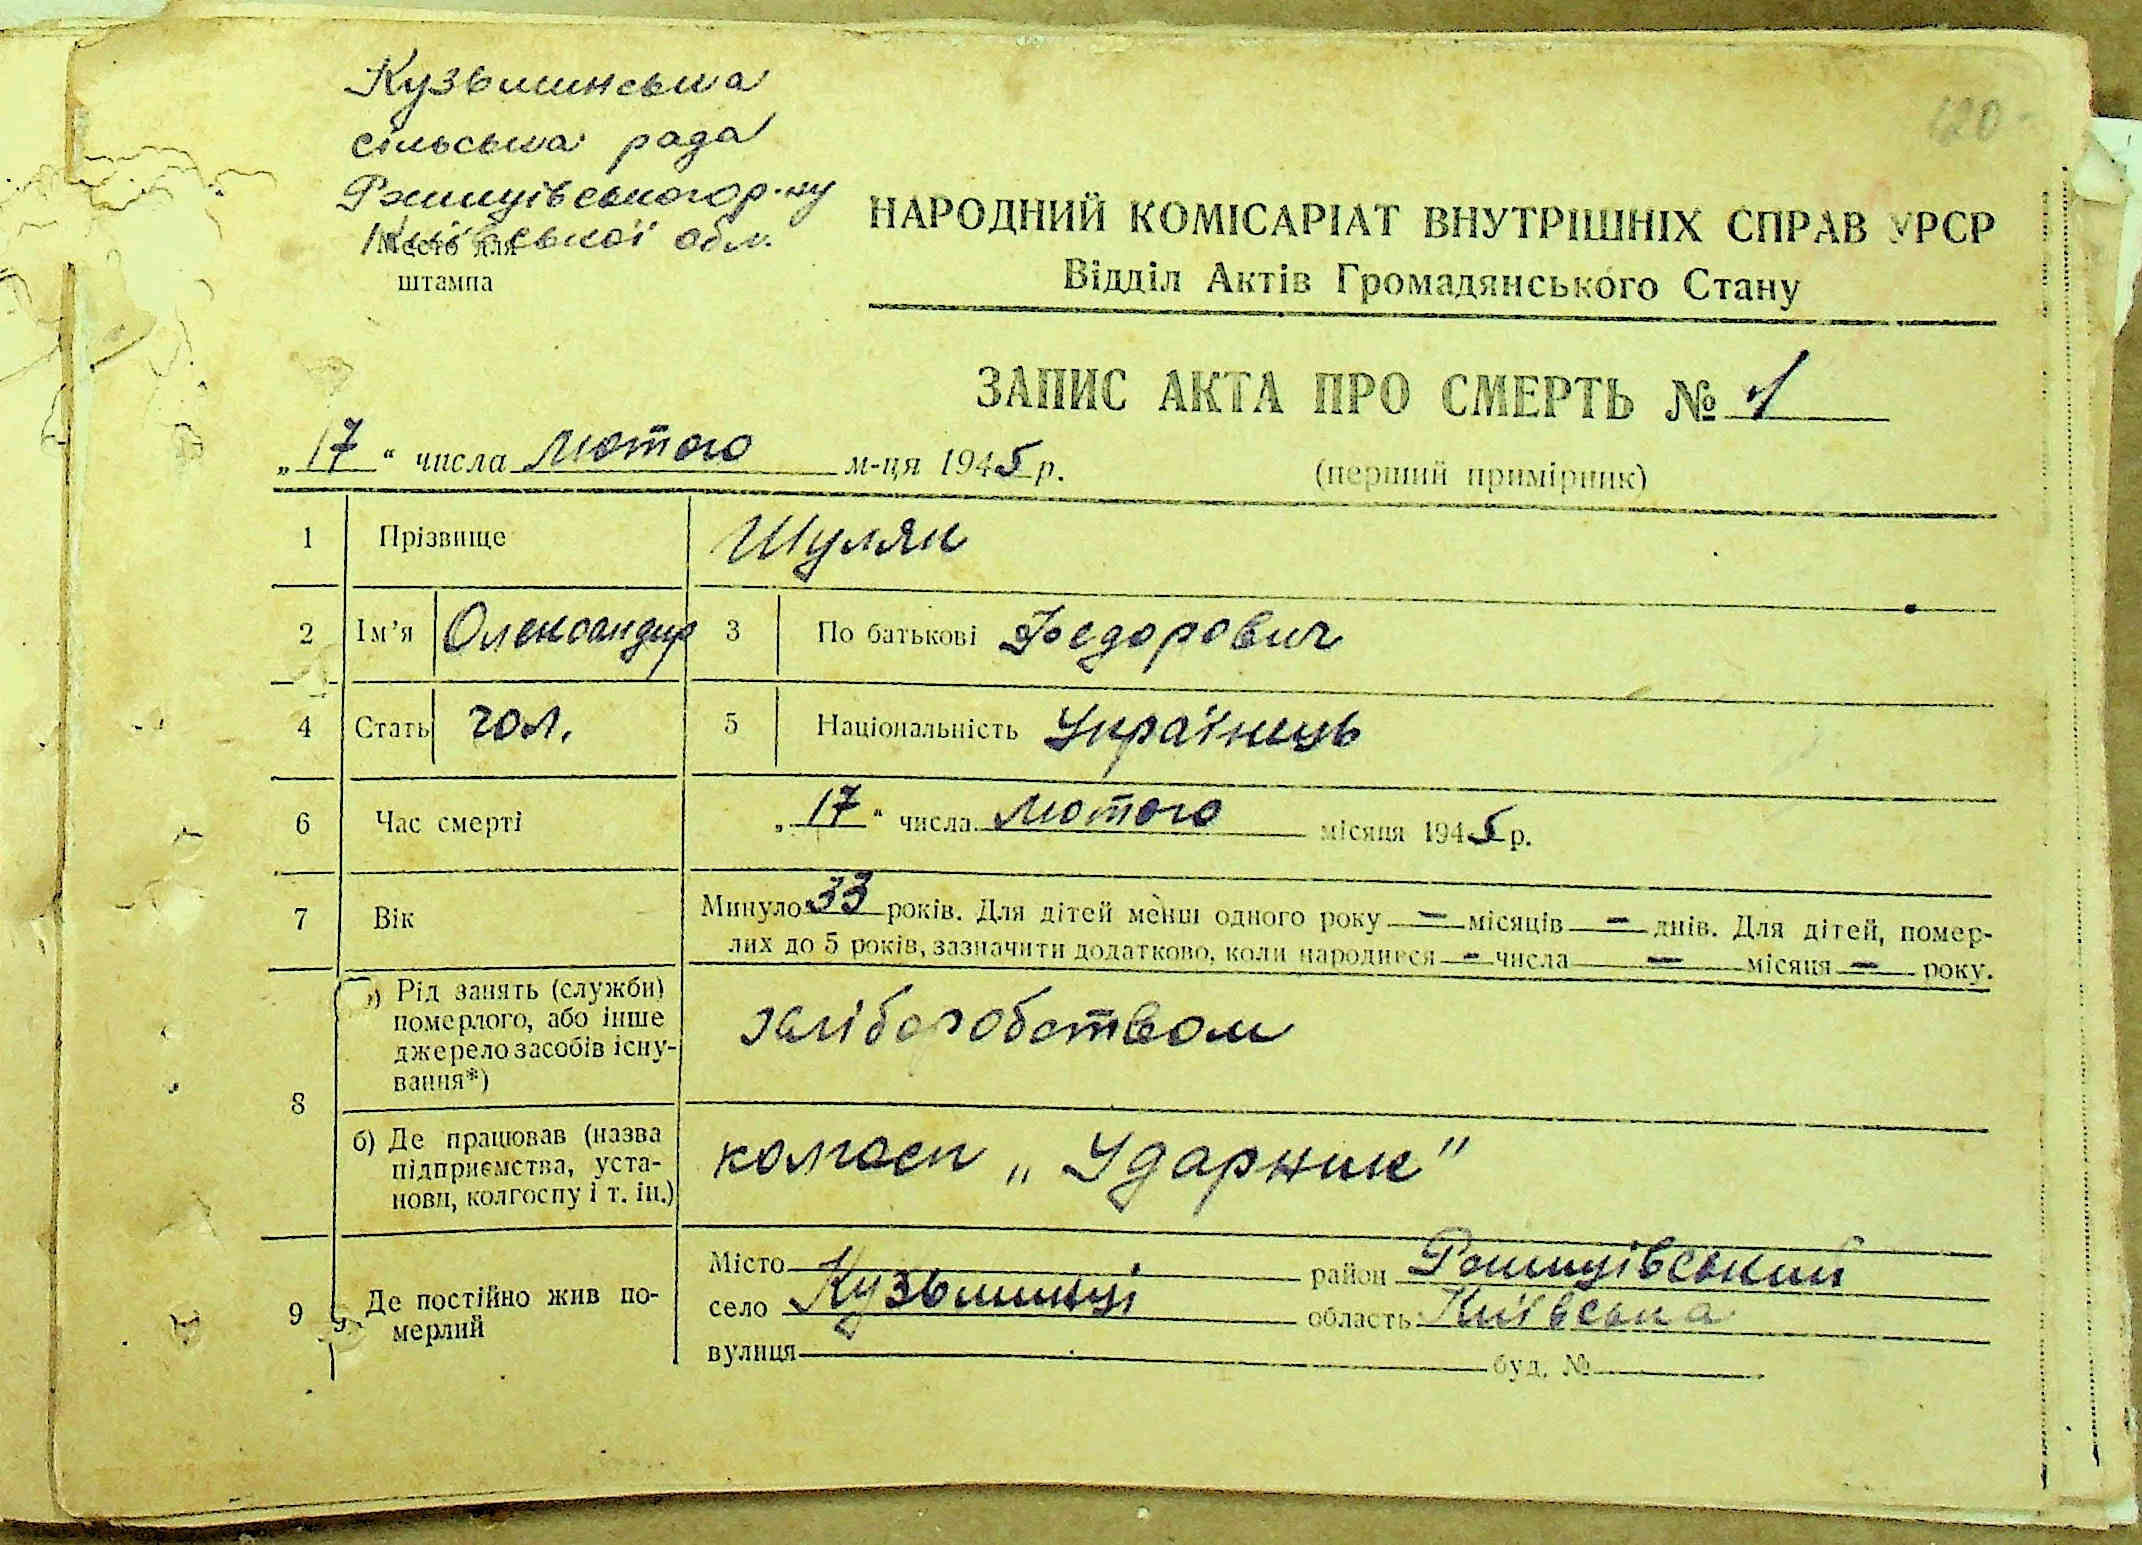 Кузьминська
сільська рада
Рокитнівського р-ну
Київської обл.
Место для
штампа
120
НАРОДНИЙ КОМІСАРІАТ ВНУТРІШНІХ СПРАВ УРСР
Відділ Актів Громадянського Стану
ЗАПИС АКТА ПРО СМЕРТЬ № 1
„17“ числа лютого м-ця 1945 р. (перший примірник)
1 Прізвище Шуляк
2 Ім’я Олександр 3 По батькові Федорович
4 Стать чол. 5 Національність Українець
6 Час смерті „17“ числа лютого місяця 1945 р.
7 Вік Минуло 33 років. Для дітей менш одного року — місяців — днів. Для дітей, помер-
лих до 5 років, зазначити додатково, коли народився — числа — місяця — року.
8 а) Рід занять (служби)
померлого, або інше
джерело засобів існу-
вання*)
хліборобством
б) Де працював (назва
підприємства, уста-
нови, колгоспу і т. ін.)
колгосп „Ударник”
9 Де постійно жив по-
мерлий
Місто район
село Кузьминці область Київська
вулиця буд. №